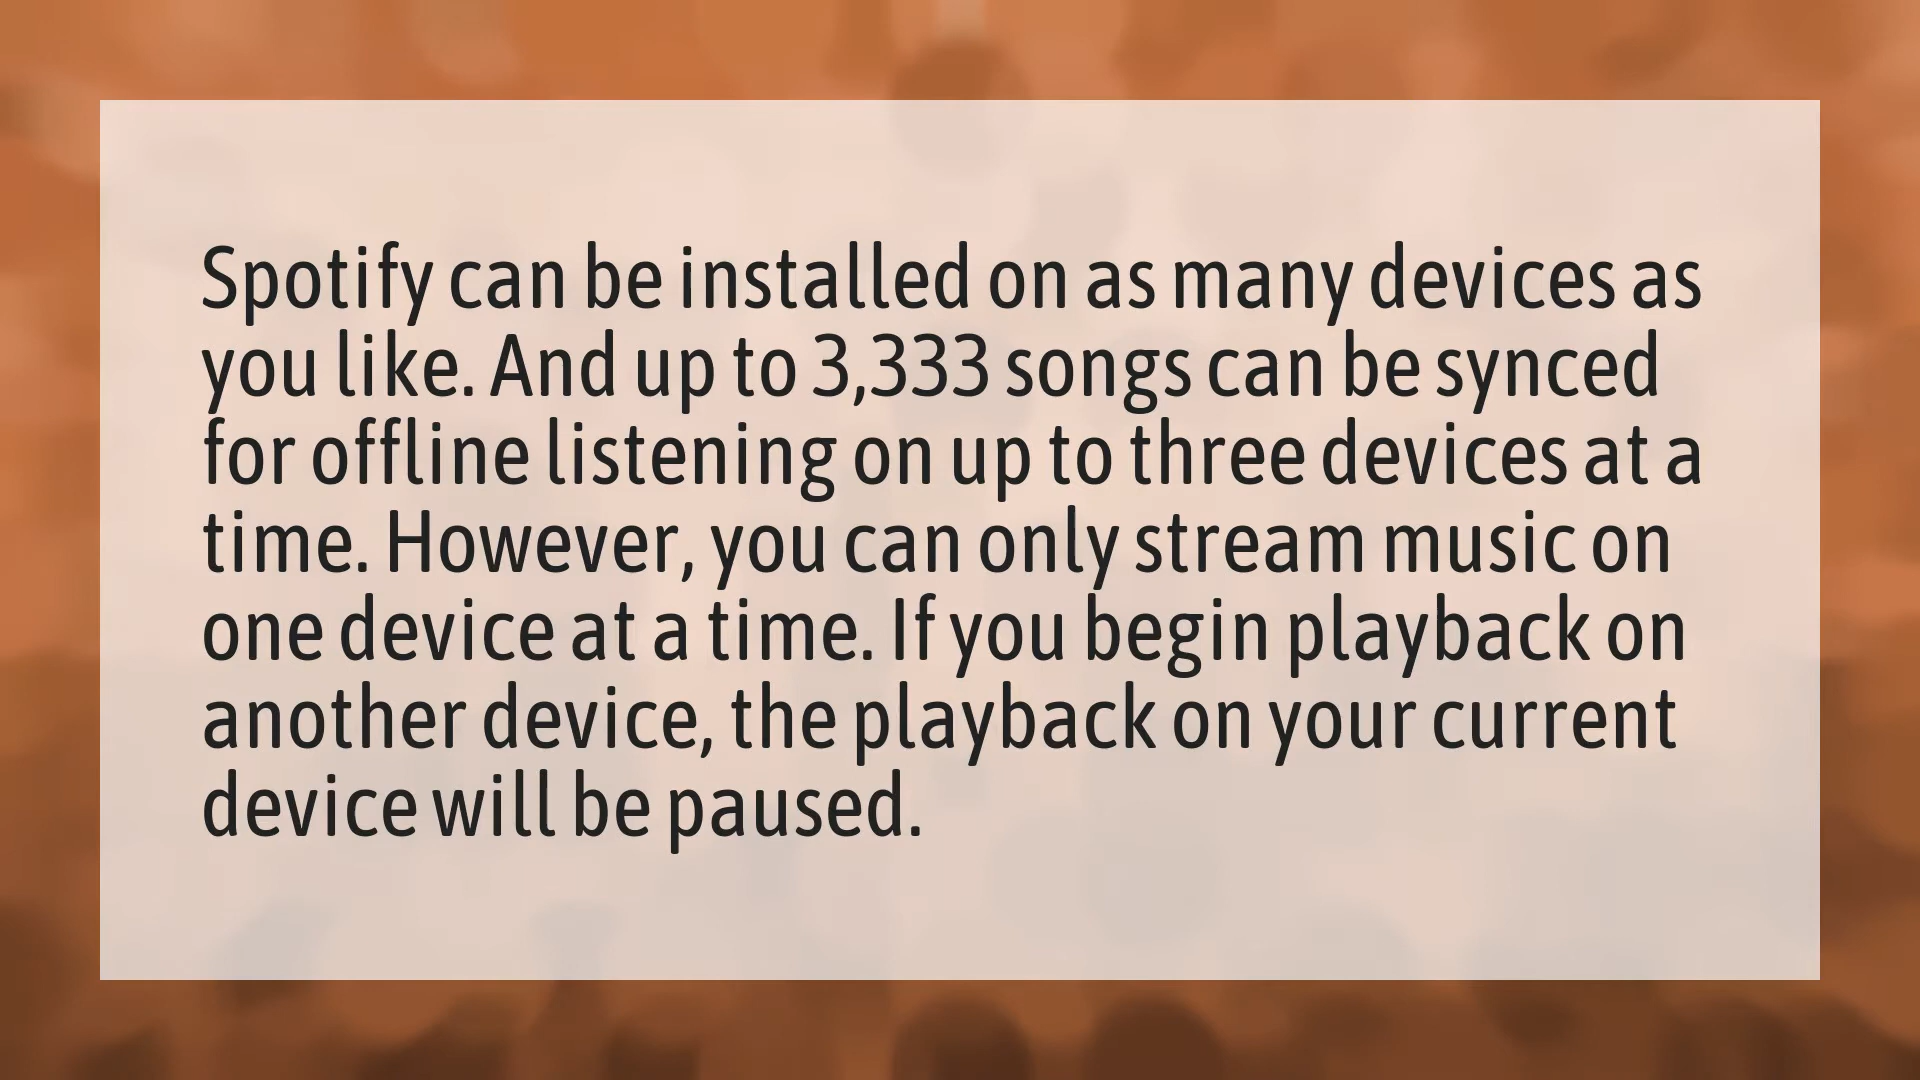 Spotify can be installed on as many devices as
you like. And up to 3,333 songs can be synced
for offline listening on up to three devices at a
time. However, you can only stream music on
one device at a time. If you begin playback on
another device, the playback on your current
device will be paused.